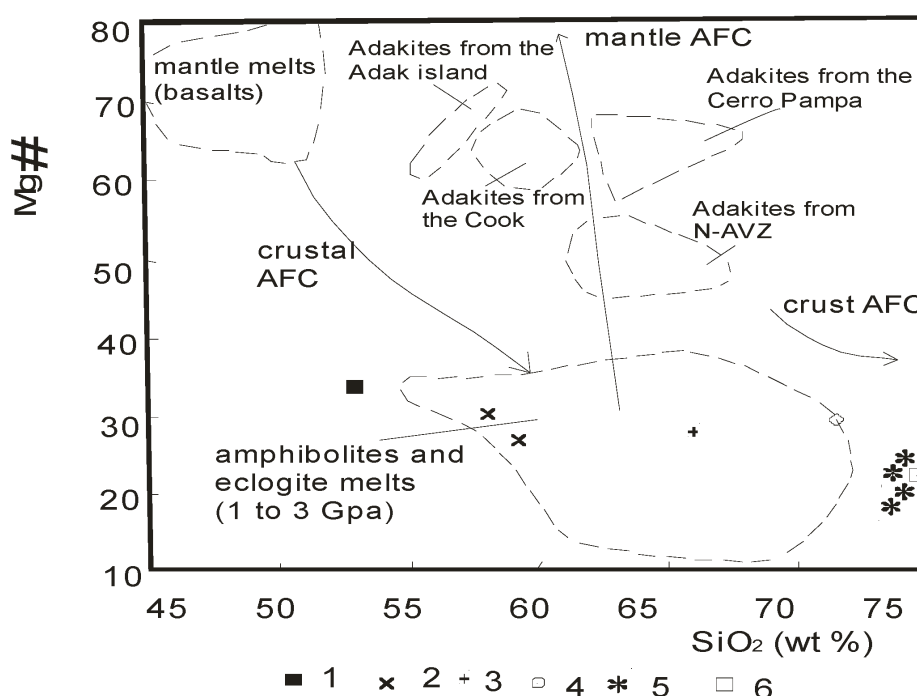 80
70
60
50
40
30
20
10
Mg#
mantle melts
(basalts)
Adakites from the
Adak island
mantle AFC
Adakites from the
Cerro Pampa
Adakites from
the Cook
Adakites from
N-AVZ
crustal
AFC
crust AFC
amphibolites and
eclogite melts
(1 to 3 Gpa)
45 50 55 60 65 70 75
SiO₂ (wt %)
1 2 3 4 5 6